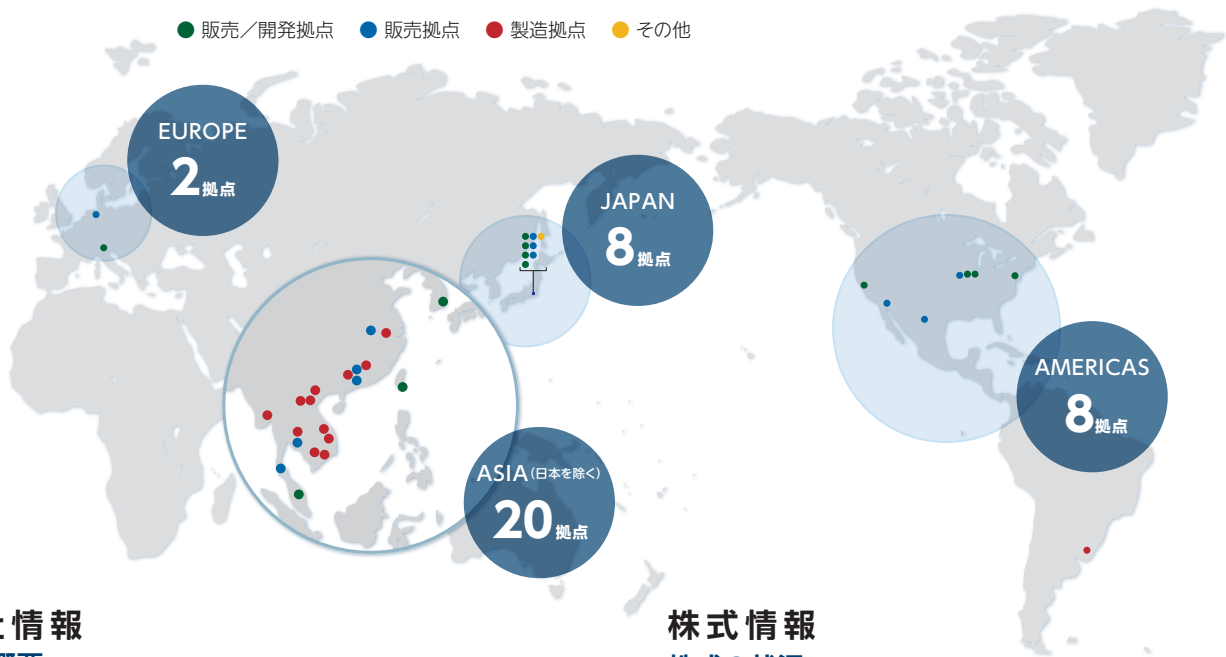 販売／開発拠点 販売拠点 製造拠点 その他
EUROPE
2拠点
JAPAN
8拠点
AMERICAS
8拠点
ASIA(日本を除く)
20拠点
情報
株式情報